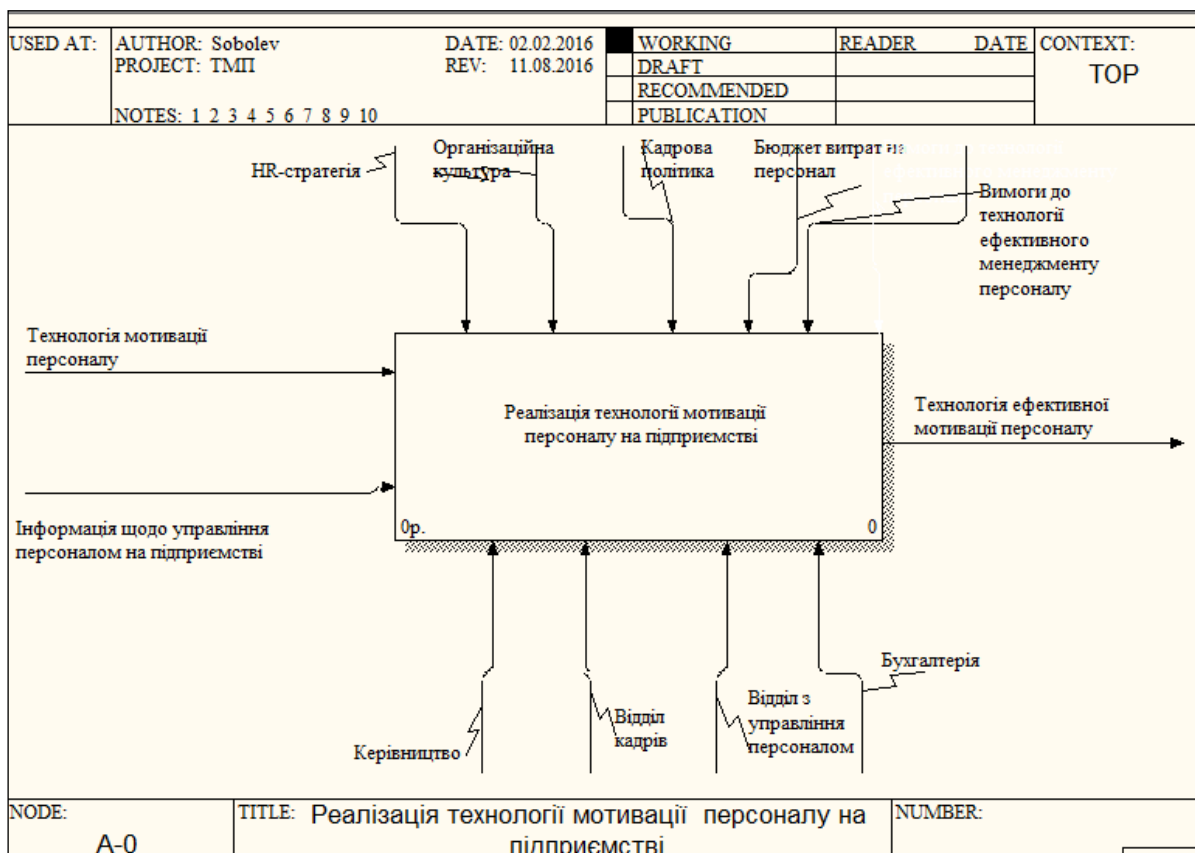 USED AT:
AUTHOR: Sobolev
DATE: 02.02.2016
PROJECT: ТМП
REV: 11.08.2016
NOTES: 1 2 3 4 5 6 7 8 9 10
WORKING
DRAFT
RECOMMENDED
PUBLICATION
READER
DATE
CONTEXT:
TOP
HR-стратегія
Організаційна
культура
Кадрова
політика
Бюджет витрат на
персонал
Вимоги до
технології
ефективного
менеджменту
персоналу
Технологія мотивації
персоналу
Реалізація технології мотивації
персоналу на підприємстві
0р.
0
Технологія ефективної
мотивації персоналу
Інформація щодо управління
персоналом на підприємстві
Керівництво
Відділ
кадрів
Відділ з
управління
персоналом
Бухгалтерія
NODE:
A-0
TITLE: Реалізація технології мотивації персоналу на
підприємстві
NUMBER: